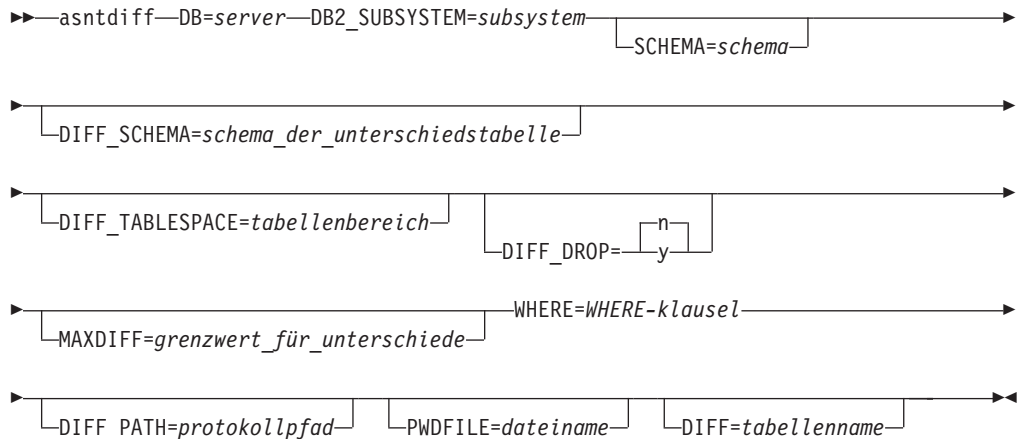 asntdiff DB=server DB2_SUBSYSTEM=subsystem
SCHEMA=schema
DIFF_SCHEMA=schema_der_unterschiedstabelle
DIFF_TABLESPACE=tabellenbereich
n
DIFF_DROP= y
WHERE=WHERE-klausel
MAXDIFF=grenzwert_für_unterschiede
DIFF PATH=protokollpfad PWDFILE=dateiname DIFF=tabellenname